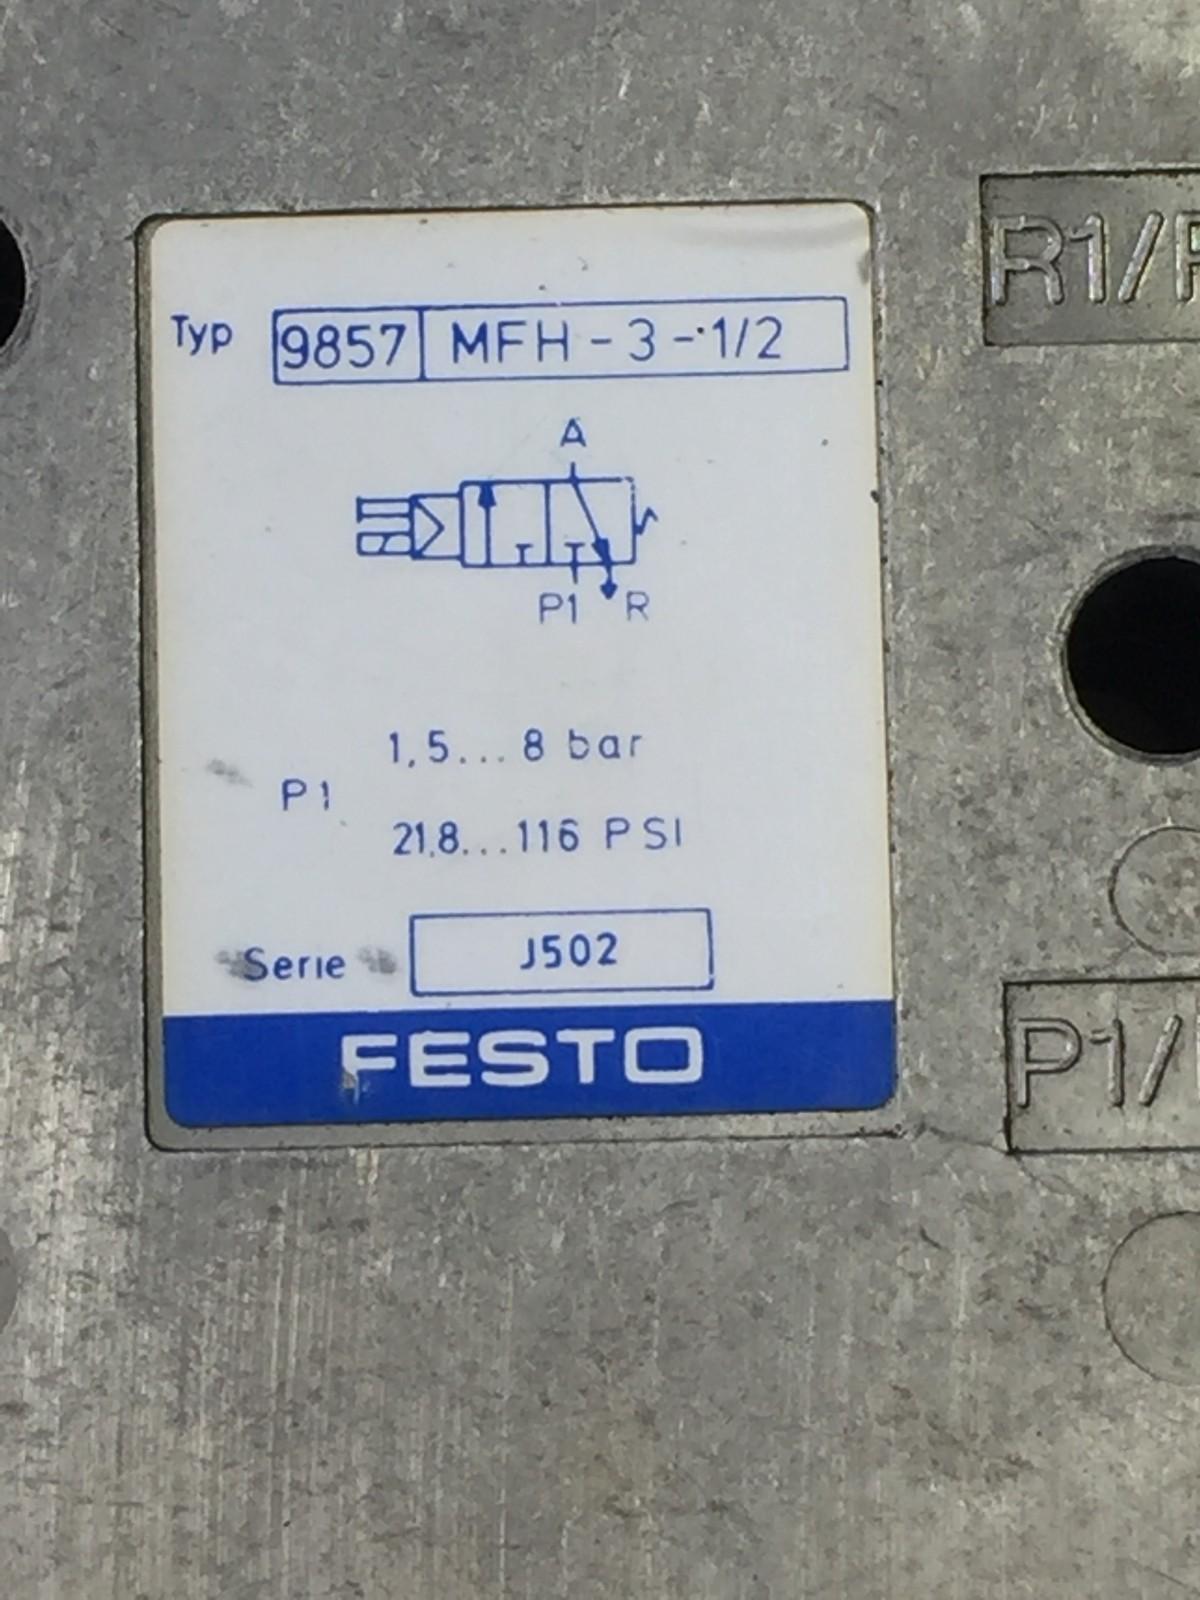 R1/
Typ 9857 MFH - 3 - 1/2
A
P1 R
1,5... 8 bar
P1
21,8...116 PSI
Serie J502
FESTO
P1/